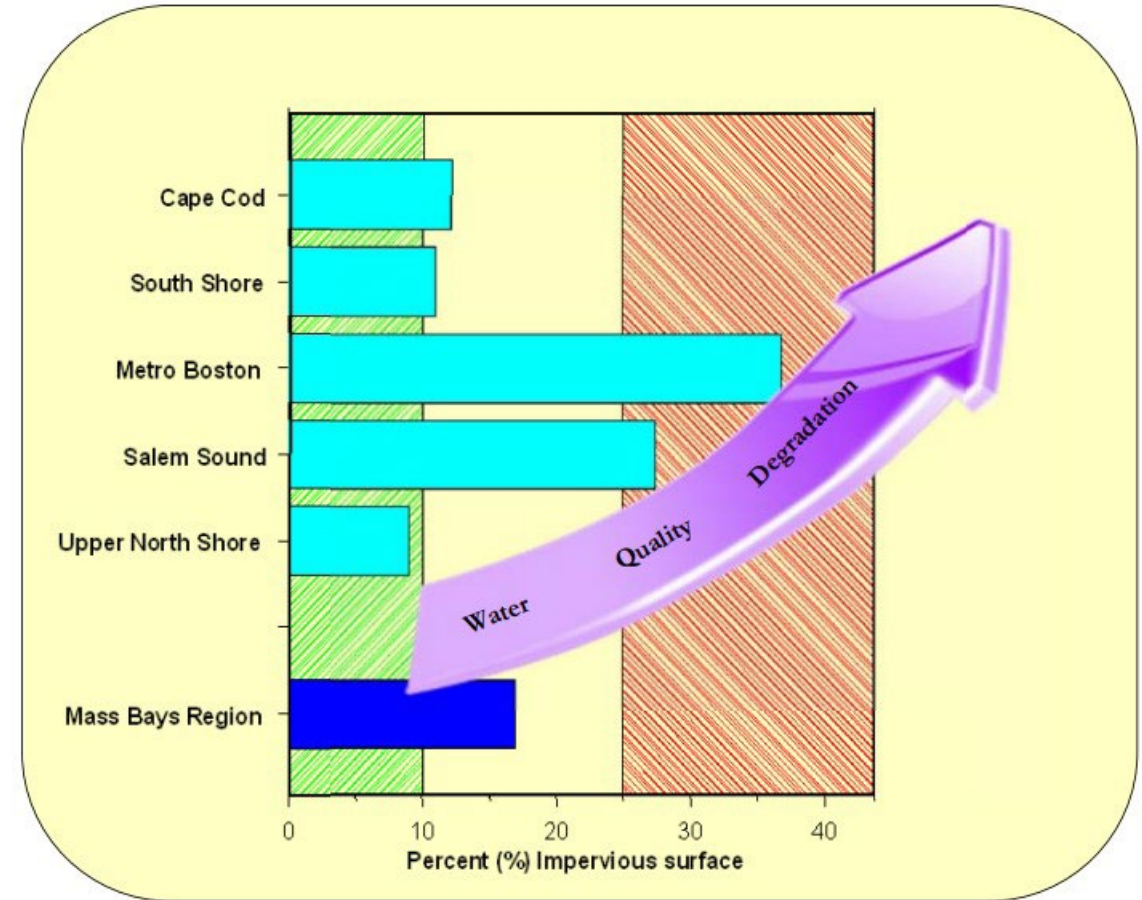 Cape Cod
South Shore
Metro Boston
Salem Sound
Upper North Shore
Mass Bays Region
Water Quality Degradation
0 10 20 30 40
Percent (%) Impervious surface